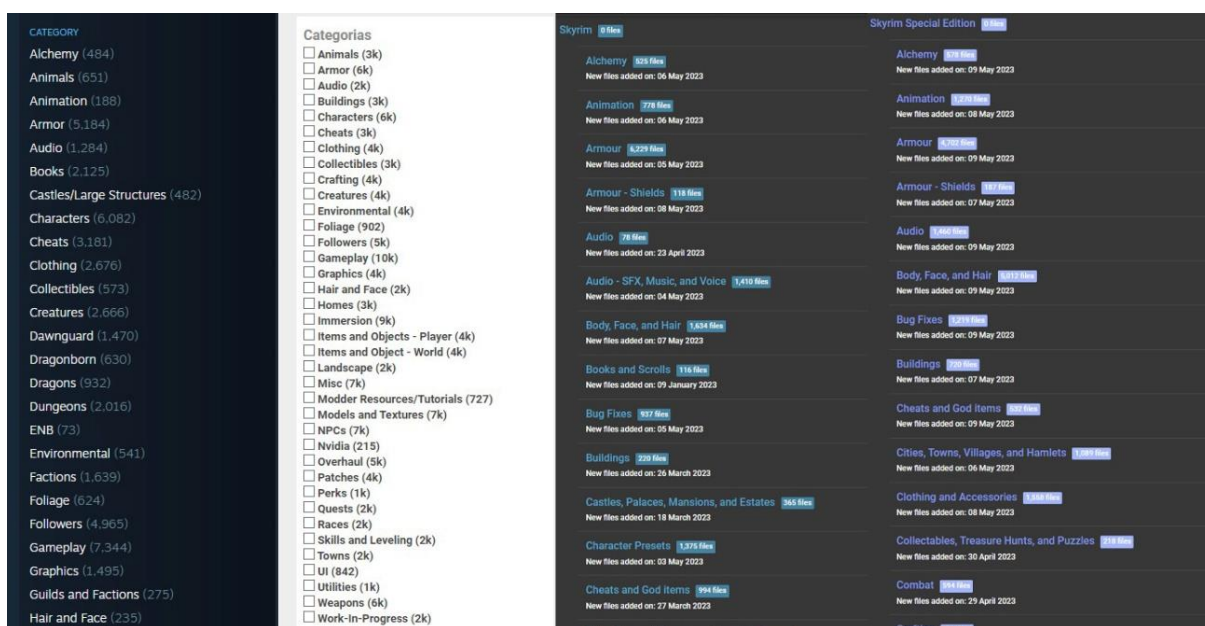 CATEGORY
Alchemy (484)
Animals (651)
Animation (188)
Armor (5,184)
Audio (1,284)
Books (2,125)
Castles/Large Structures (482)
Characters (6,082)
Cheats (3,181)
Clothing (2,676)
Collectibles (573)
Creatures (2,666)
Dawnguard (1,470)
Dragonborn (630)
Dragons (932)
Dungeons (2,016)
ENB (73)
Environmental (541)
Factions (1,639)
Foliage (624)
Followers (4,965)
Gameplay (7,344)
Graphics (1,495)
Guilds and Factions (275)
Hair and Face (235)
Categorias
Animals (3k)
Armor (6k)
Audio (2k)
Buildings (3k)
Characters (6k)
Cheats (3k)
Clothing (4k)
Collectibles (3k)
Crafting (4k)
Creatures (4k)
Environmental (4k)
Foliage (902)
Followers (5k)
Gameplay (10k)
Graphics (4k)
Hair and Face (2k)
Homes (3k)
Immersion (9k)
Items and Objects - Player (4k)
Items and Object - World (4k)
Landscape (2k)
Misc (7k)
Modder Resources/Tutorials (727)
Models and Textures (7k)
NPCs (7k)
Nvidia (215)
Overhaul (5k)
Patches (4k)
Perks (1k)
Quests (2k)
Races (2k)
Skills and Leveling (2k)
Towns (2k)
UI (842)
Utilities (1k)
Weapons (6k)
Work-In-Progress (2k)
Skyrim 0 files
Alchemy 525 files
New files added on: 06 May 2023
Animation 778 files
New files added on: 06 May 2023
Armour 6,229 files
New files added on: 05 May 2023
Armour - Shields 118 files
New files added on: 08 May 2023
Audio 78 files
New files added on: 23 April 2023
Audio - SFX, Music, and Voice 1,410 files
New files added on: 04 May 2023
Body, Face, and Hair 1,634 files
New files added on: 07 May 2023
Books and Scrolls 116 files
New files added on: 09 January 2023
Bug Fixes 937 files
New files added on: 05 May 2023
Buildings 220 files
New files added on: 26 March 2023
Castles, Palaces, Mansions, and Estates 365 files
New files added on: 18 March 2023
Character Presets 1,375 files
New files added on: 03 May 2023
Cheats and God items 994 files
New files added on: 27 March 2023
Skyrim Special Edition 0 files
Alchemy 578 files
New files added on: 09 May 2023
Animation 1,270 files
New files added on: 08 May 2023
Armour 4,702 files
New files added on: 09 May 2023
Armour - Shields 187 files
New files added on: 07 May 2023
Audio 1,460 files
New files added on: 09 May 2023
Body, Face, and Hair 5,012 files
New files added on: 09 May 2023
Bug Fixes 1,219 files
New files added on: 09 May 2023
Buildings 720 files
New files added on: 07 May 2023
Cheats and God items 532 files
New files added on: 09 May 2023
Cities, Towns, Villages, and Hamlets files
New files added on: 06 May 2023
Clothing and Accessories files
New files added on: 08 May 2023
Collectables, Treasure Hunts, and Puzzles 218 files
New files added on: 30 April 2023
Combat files
New files added on: 29 April 2023